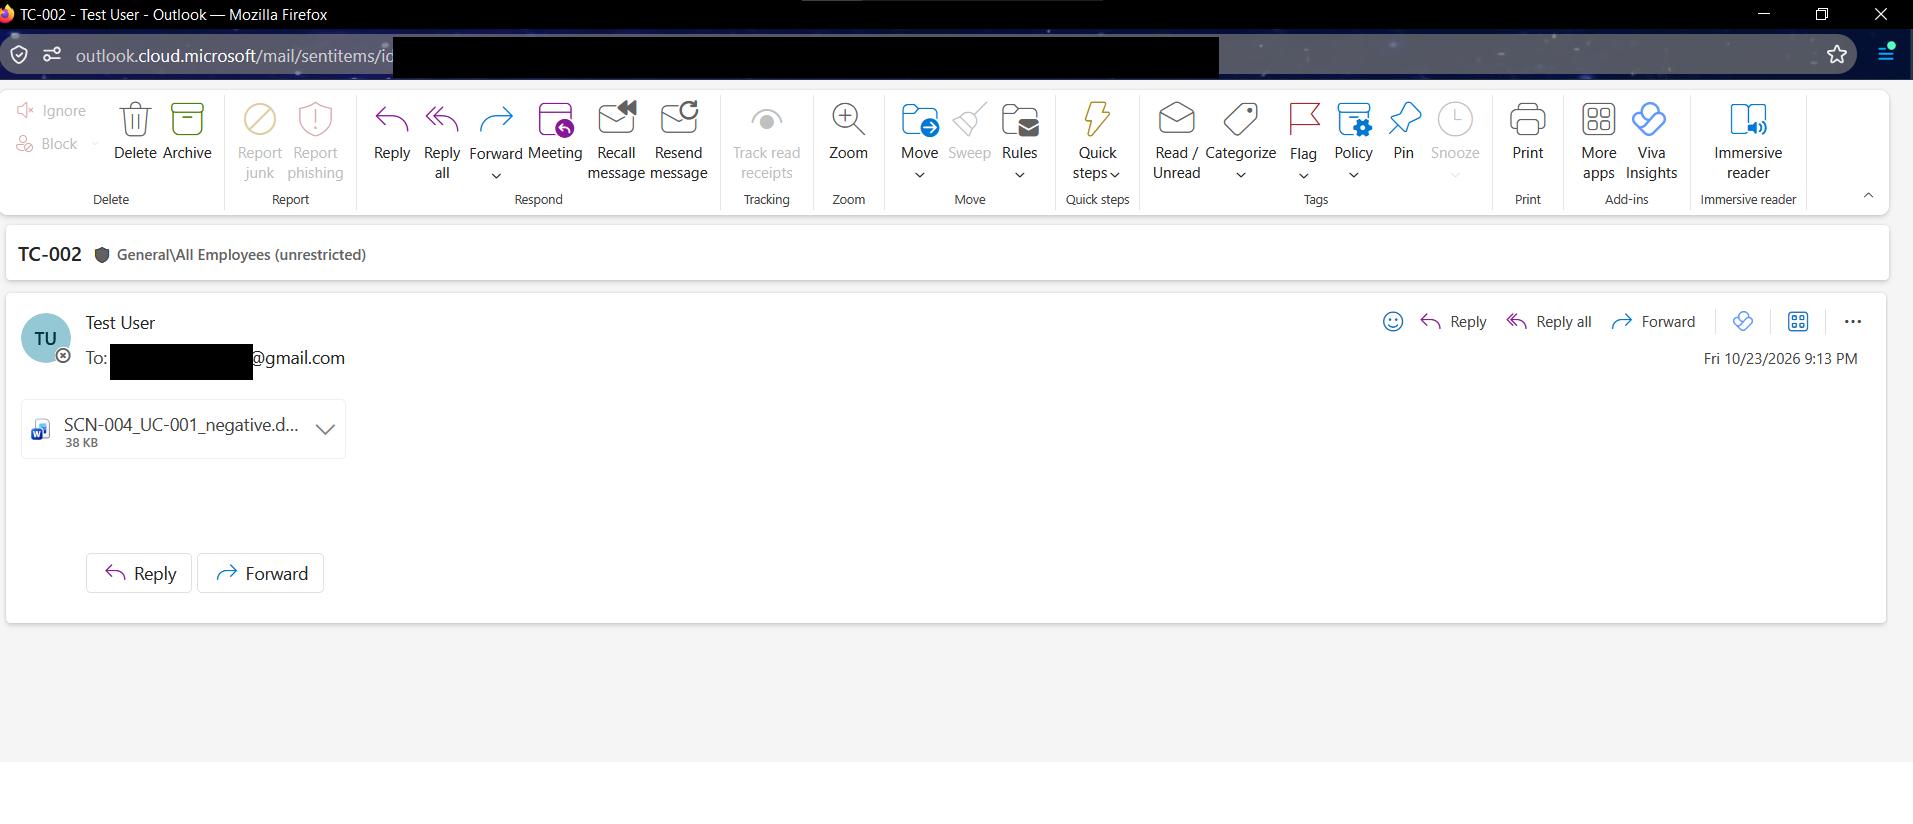 TC-002 - Test User - Outlook — Mozilla Firefox
outlook.cloud.microsoft/mail/sentitems/id
Ignore
Block
Delete
Archive
Delete
Report junk
Report phishing
Report
Reply
Reply all
Forward
Meeting
Recall message
Resend message
Respond
Track read receipts
Tracking
Zoom
Zoom
Move
Sweep
Rules
Move
Quick steps
Quick steps
Read / Unread
Categorize
Flag
Policy
Pin
Snooze
Tags
Print
Print
More apps
Viva Insights
Add-ins
Immersive reader
Immersive reader
TC-002 General\All Employees (unrestricted)
TU
Test User
Reply
Reply all
Forward
To: @gmail.com
Fri 10/23/2026 9:13 PM
SCN-004_UC-001_negative.d...
38 KB
Reply
Forward